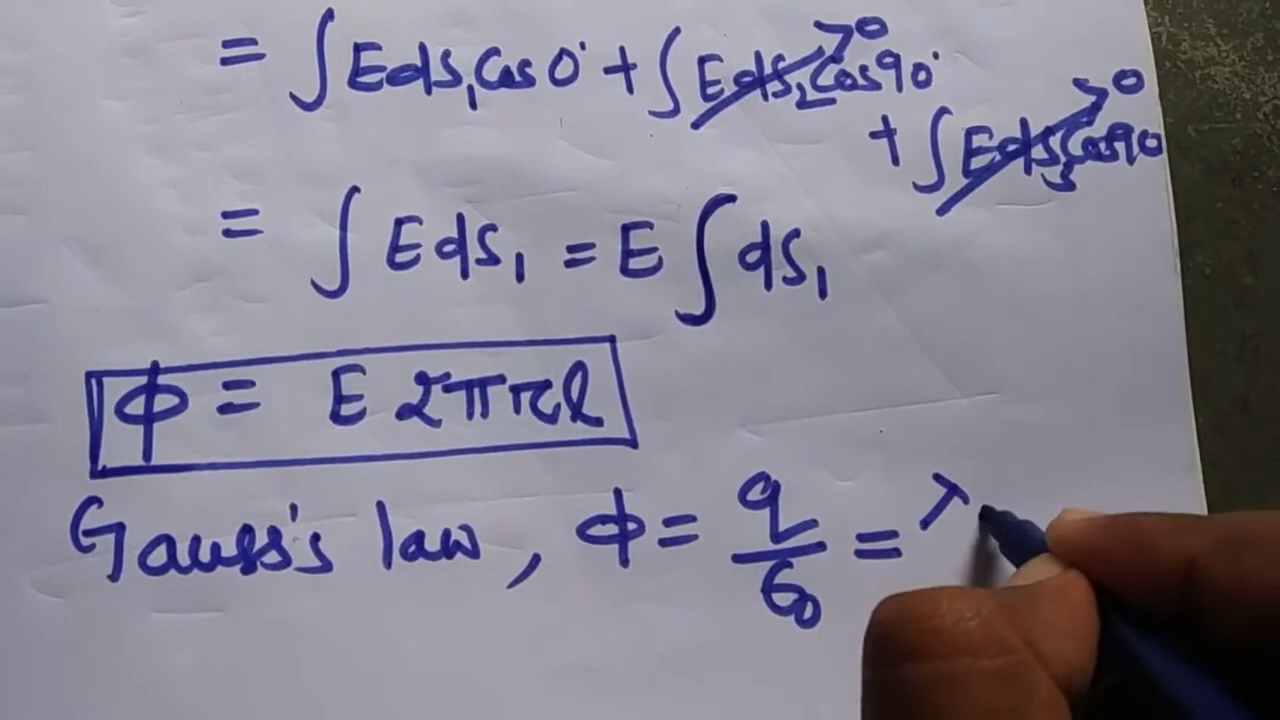 = ∫ E ds₁ Cos 0° + ∫ E ds₂ Cos 90° → 0
+ ∫ E ds₃ Cos 90 → 0
= ∫ E ds₁ = E ∫ ds₁
ϕ = E 2πrl
Gauss's law, ϕ = q/ε₀ = λ